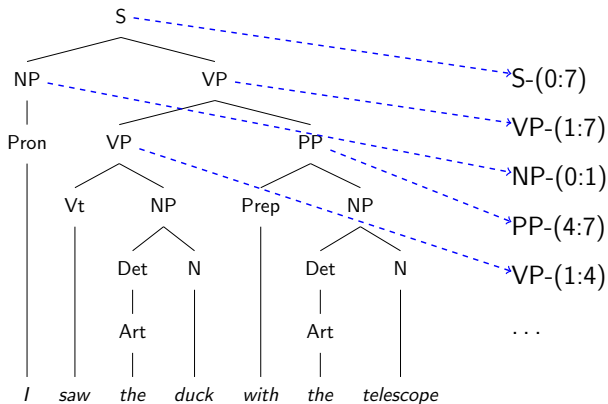 S
NP VP S-(0:7)
VP-(1:7)
Pron VP PP
NP-(0:1)
Vt NP Prep NP
PP-(4:7)
Det N Det N VP-(1:4)
Art Art . . .
I saw the duck with the telescope